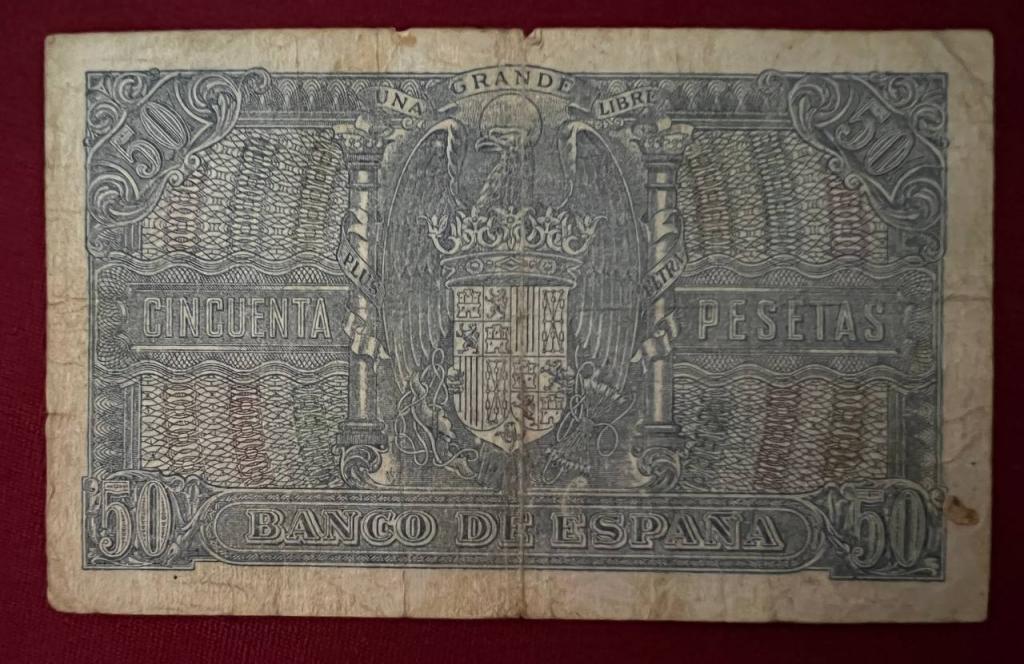 UNA GRANDE LIBRE
50
50
PLUS ULTRA
CINCUENTA PESETAS
50
BANCO DE ESPAÑA
50